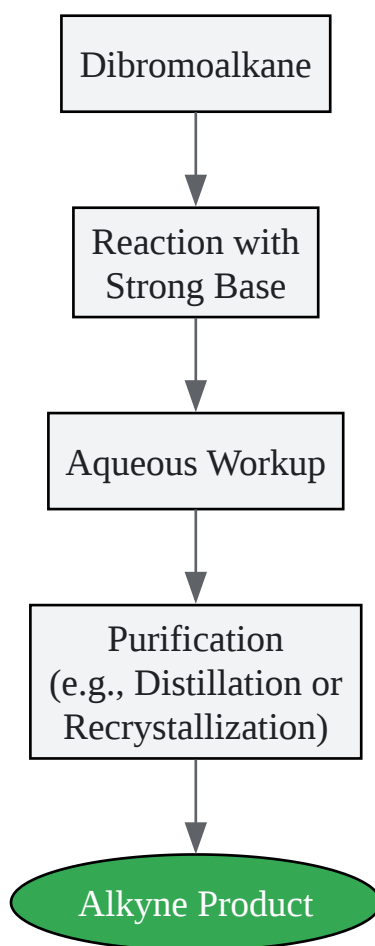 Dibromoalkane
Reaction with
Strong Base
Aqueous Workup
Purification
(e.g., Distillation or
Recrystallization)
Alkyne Product